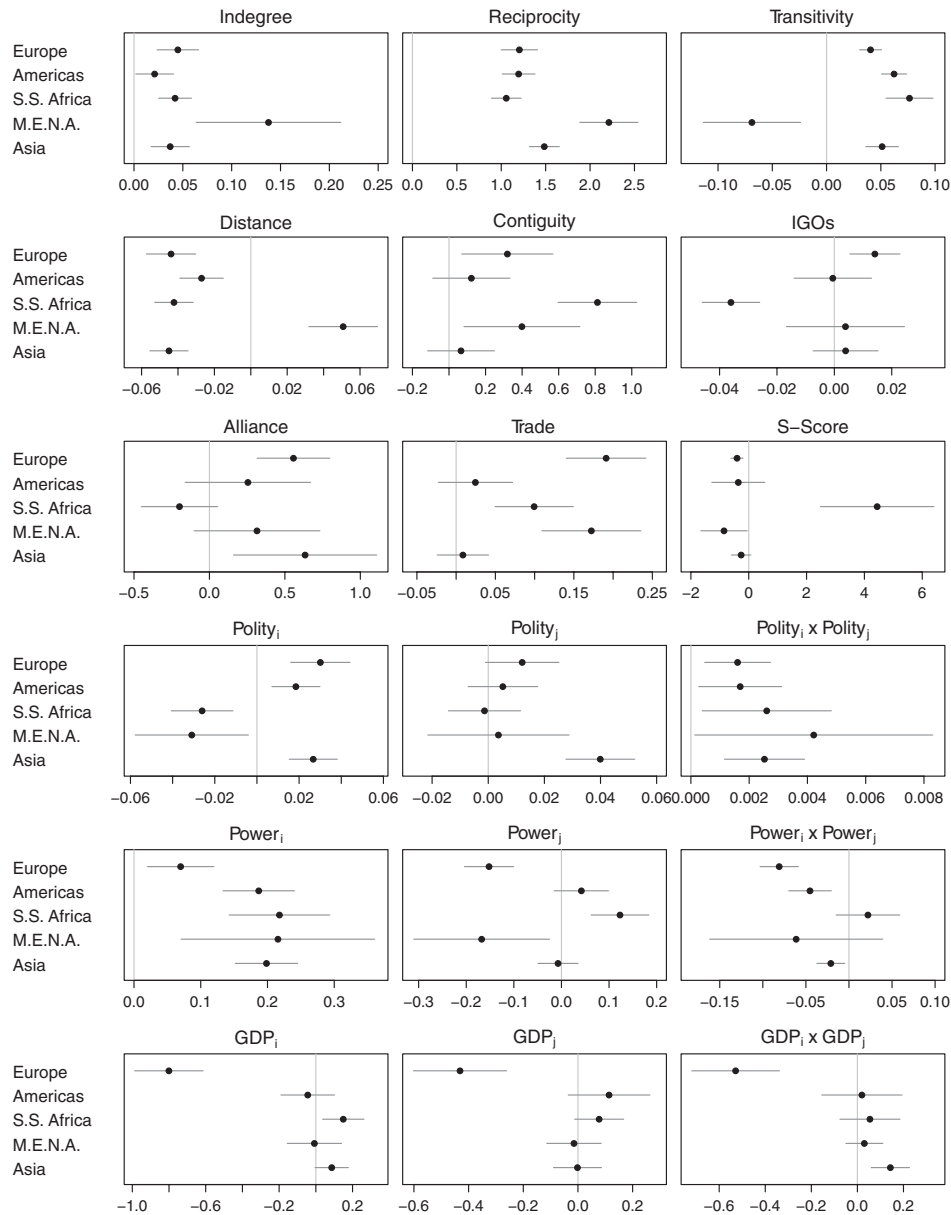 Indegree Reciprocity Transitivity
Europe
Americas
S.S. Africa
M.E.N.A.
Asia
0.00 0.05 0.10 0.15 0.20 0.25 0.0 0.5 1.0 1.5 2.0 2.5 −0.10 −0.05 0.00 0.05 0.10
Distance Contiguity IGOs
Europe
Americas
S.S. Africa
M.E.N.A.
Asia
−0.06 −0.02 0.02 0.06 −0.2 0.2 0.4 0.6 0.8 1.0 −0.04 −0.02 0.00 0.02
Alliance Trade S−Score
Europe
Americas
S.S. Africa
M.E.N.A.
Asia
−0.5 0.0 0.5 1.0 −0.05 0.05 0.15 0.25 −2 0 2 4 6
Polityi Polityj Polityi x Polityj
Europe
Americas
S.S. Africa
M.E.N.A.
Asia
−0.06 −0.02 0.02 0.06 −0.02 0.00 0.02 0.04 0.06 0.000 0.002 0.004 0.006 0.008
Poweri Powerj Poweri x Powerj
Europe
Americas
S.S. Africa
M.E.N.A.
Asia
0.0 0.1 0.2 0.3 −0.3 −0.2 −0.1 0.0 0.1 0.2 −0.15 −0.05 0.05 0.10
GDPi GDPj GDPi x GDPj
Europe
Americas
S.S. Africa
M.E.N.A.
Asia
−1.0 −0.6 −0.2 0.2 −0.6 −0.4 −0.2 0.0 0.2 −0.6 −0.4 −0.2 0.0 0.2